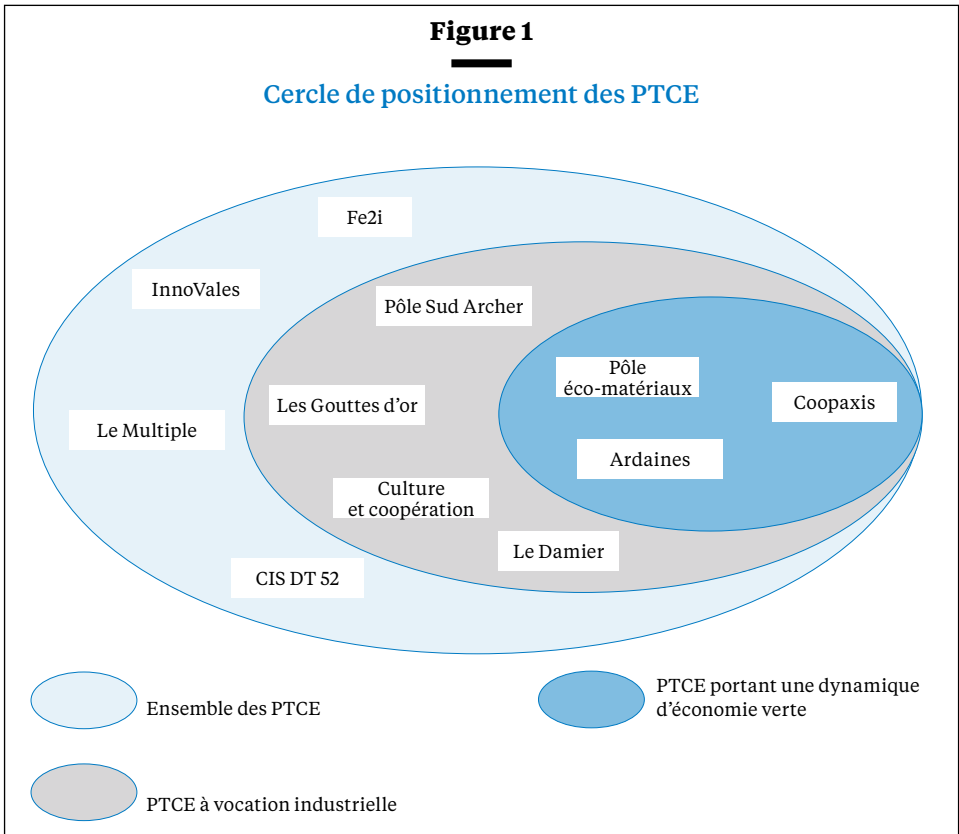 Figure 1
Cercle de positionnement des PTCE
Fe2i
InnoVales
Pôle Sud Archer
Pôle
éco-matériaux
Coopaxis
Les Gouttes d’or
Le Multiple
Ardaines
Culture
et coopération
Le Damier
CIS DT 52
Ensemble des PTCE
PTCE portant une dynamique
d’économie verte
PTCE à vocation industrielle